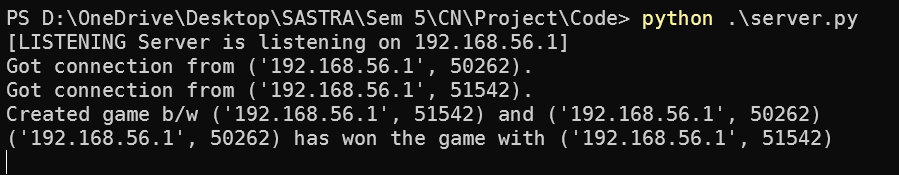 PS D:\OneDrive\Desktop\SASTRA\Sem 5\CN\Project\Code> python .\server.py
[LISTENING Server is listening on 192.168.56.1]
Got connection from ('192.168.56.1', 50262).
Got connection from ('192.168.56.1', 51542).
Created game b/w ('192.168.56.1', 51542) and ('192.168.56.1', 50262)
('192.168.56.1', 50262) has won the game with ('192.168.56.1', 51542)